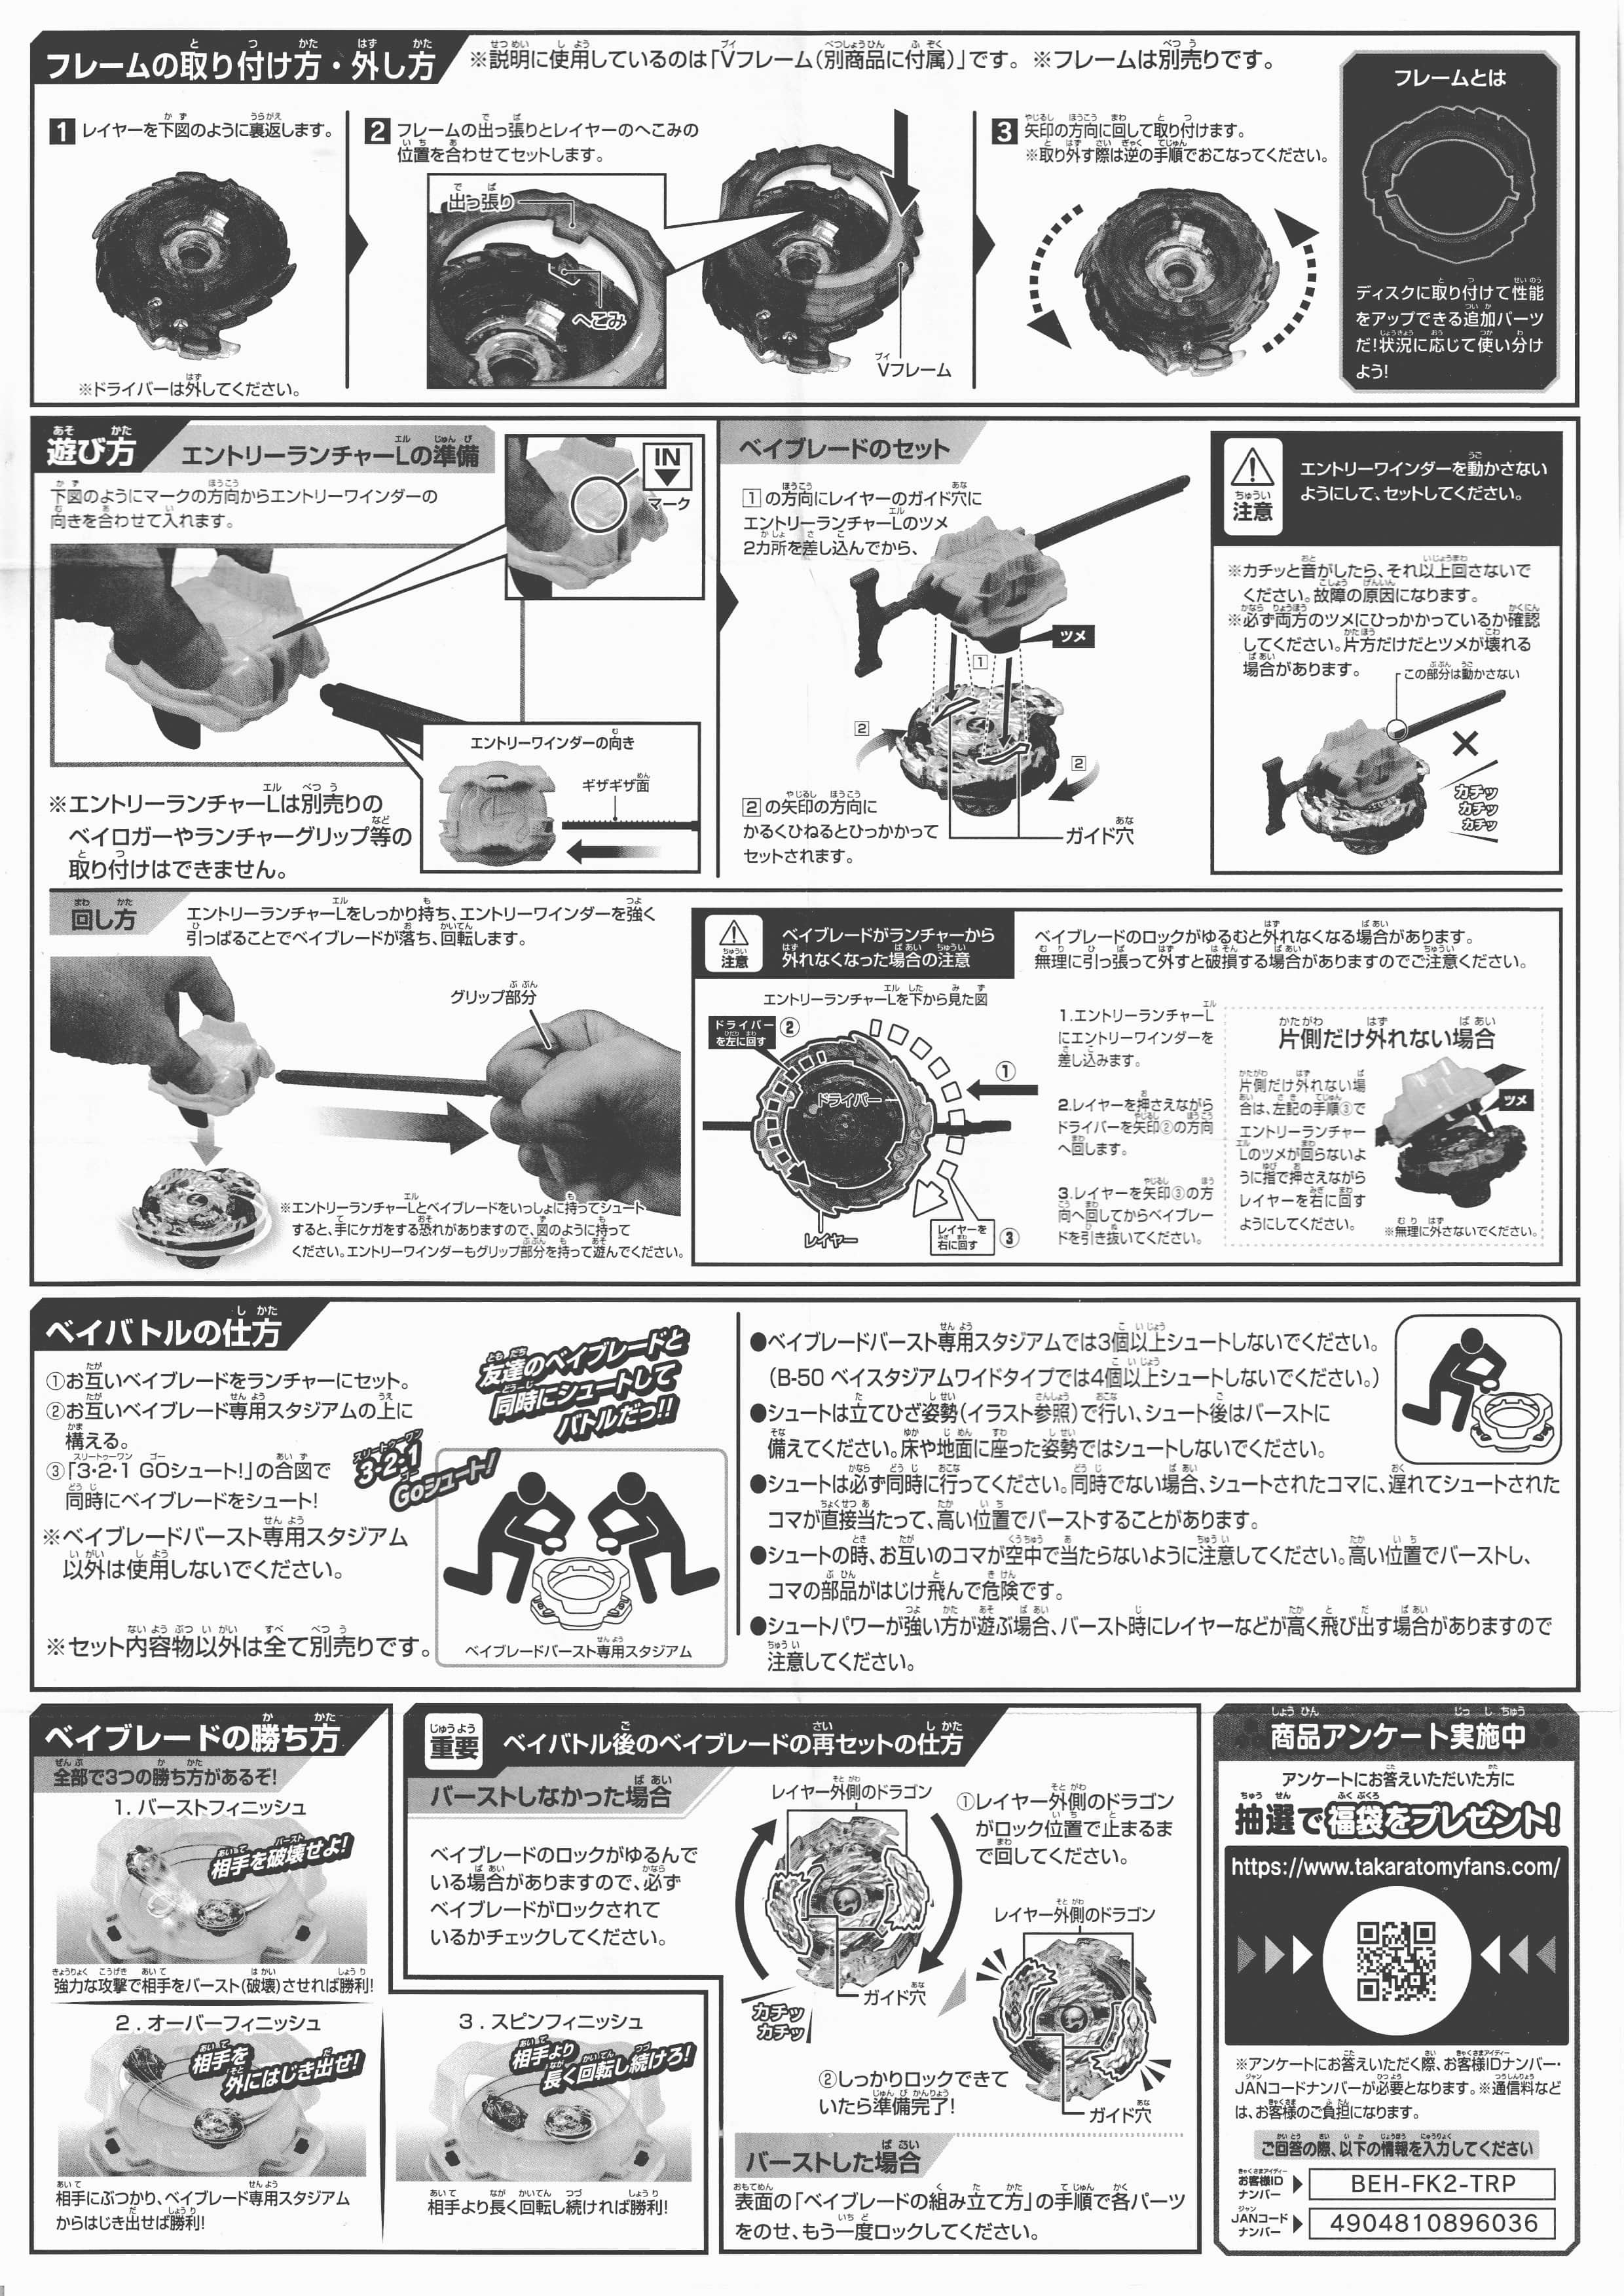 フレームの取り付け方・外し方
※説明に使用しているのは「Vフレーム(別商品に付属)」です。※フレームは別売りです。
1 レイヤーを下図のように裏返します。
※ドライバーは外してください。
2 フレームの出っ張りとレイヤーのへこみの
位置を合わせてセットします。
出っ張り
へこみ
Vフレーム
3 矢印の方向に回して取り付けます。
※取り外す際は逆の手順でおこなってください。
フレームとは
ディスクに取り付けて性能
をアップできる追加パーツ
だ!状況に応じて使い分け
よう!
遊び方
エントリーランチャーLの準備
下図のようにマークの方向からエントリーワインダーの
向きを合わせて入れます。
IN
マーク
エントリーワインダーの向き
ギザギザ面
※エントリーランチャーLは別売りの
ベイロガーやランチャーグリップ等の
取り付けはできません。
ベイブレードのセット
1の方向にレイヤーのガイド穴に
エントリーランチャーLのツメ
2カ所を差し込んでから、
ツメ
1
2
2
2の矢印の方向に
かるくひねるとひっかかって
セットされます。
ガイド穴
注意
エントリーワインダーを動かさない
ようにして、セットしてください。
※カチッと音がしたら、それ以上回さないで
ください。故障の原因になります。
※必ず両方のツメにひっかかっているか確認
してください。片方だけだとツメが壊れる
場合があります。
この部分は動かさない
カチッ
カチッ
カチッ
回し方
エントリーランチャーLをしっかり持ち、エントリーワインダーを強く
引っぱることでベイブレードが落ち、回転します。
グリップ部分
※エントリーランチャーLとベイブレードをいっしょに持ってシュート
すると、手にケガをする恐れがありますので、図のように持って
ください。エントリーワインダーもグリップ部分を持って遊んでください。
注意
ベイブレードがランチャーから
外れなくなった場合の注意
ベイブレードのロックがゆるむと外れなくなる場合があります。
無理に引っ張って外すと破損する場合がありますのでご注意ください。
エントリーランチャーLを下から見た図
ドライバー
を左に回す
②
①
ドライバー
レイヤー
レイヤーを
右に回す
③
1.エントリーランチャーL
にエントリーワインダーを
差し込みます。
2.レイヤーを押さえながら
ドライバーを矢印②の方向
へ回します。
3.レイヤーを矢印③の方
向へ回してからベイブレー
ドを引き抜いてください。
片側だけ外れない場合
片側だけ外れない場
合は、左記の手順③で
エントリーランチャー
Lのツメが回らないよ
うに指で押さえながら
レイヤーを右に回す
ようにしてください。
ツメ
※無理に外さないでください。
ベイバトルの仕方
①お互いベイブレードをランチャーにセット。
②お互いベイブレード専用スタジアムの上に
構える。
③「3・2・1 GOシュート!」の合図で
同時にベイブレードをシュート!
※ベイブレードバースト専用スタジアム
以外は使用しないでください。
※セット内容物以外は全て別売りです。
友達のベイブレードと
同時にシュートして
バトルだっ!!
3・2・1
GOシュート!
ベイブレードバースト専用スタジアム
●ベイブレードバースト専用スタジアムでは3個以上シュートしないでください。
(B-50 ベイスタジアムワイドタイプでは4個以上シュートしないでください。)
●シュートは立てひざ姿勢(イラスト参照)で行い、シュート後はバーストに
備えてください。床や地面に座った姿勢ではシュートしないでください。
●シュートは必ず同時に行ってください。同時でない場合、シュートされたコマに、遅れてシュートされた
コマが直接当たって、高い位置でバーストすることがあります。
●シュートの時、お互いのコマが空中で当たらないように注意してください。高い位置でバーストし、
コマの部品がはじけ飛んで危険です。
●シュートパワーが強い方が遊ぶ場合、バースト時にレイヤーなどが高く飛び出す場合がありますので
注意してください。
ベイブレードの勝ち方
全部で3つの勝ち方があるぞ!
1.バーストフィニッシュ
相手を破壊せよ!
強力な攻撃で相手をバースト(破壊)させれば勝利!
2.オーバーフィニッシュ
相手を
外にはじき出せ!
相手にぶつかり、ベイブレード専用スタジアム
からはじき出せば勝利!
3.スピンフィニッシュ
相手より
長く回転し続けろ!
相手より長く回転し続ければ勝利!
重要
ベイバトル後のベイブレードの再セットの仕方
バーストしなかった場合
ベイブレードのロックがゆるんで
いる場合がありますので、必ず
ベイブレードがロックされて
いるかチェックしてください。
レイヤー外側のドラゴン
①レイヤー外側のドラゴン
がロック位置で止まるま
で回してください。
ガイド穴
カチッ
カチッ
レイヤー外側のドラゴン
②しっかりロックできて
いたら準備完了!
ガイド穴
バーストした場合
表面の「ベイブレードの組み立て方」の手順で各パーツ
をのせ、もう一度ロックしてください。
商品アンケート実施中
アンケートにお答えいただいた方に
抽選で福袋をプレゼント!
https://www.takaratomyfans.com/
※アンケートにお答えいただく際、お客様IDナンバー・
JANコードナンバーが必要となります。※通信料など
は、お客様のご負担になります。
ご回答の際、以下の情報を入力してください
お客様ID
ナンバー
BEH-FK2-TRP
JANコード
ナンバー
4904810896036